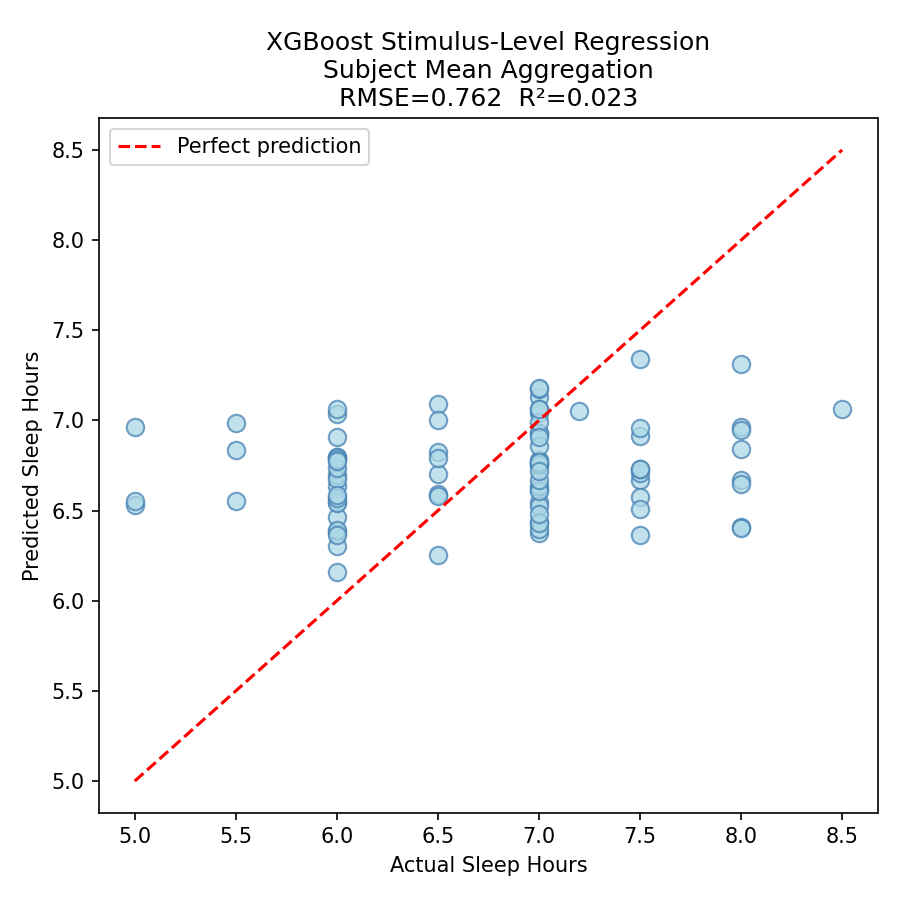 XGBoost Stimulus-Level Regression
Subject Mean Aggregation
RMSE=0.762  R²=0.023
Perfect prediction
8.5
8.0
7.5
7.0
6.5
6.0
5.5
5.0
Predicted Sleep Hours
5.0 5.5 6.0 6.5 7.0 7.5 8.0 8.5
Actual Sleep Hours